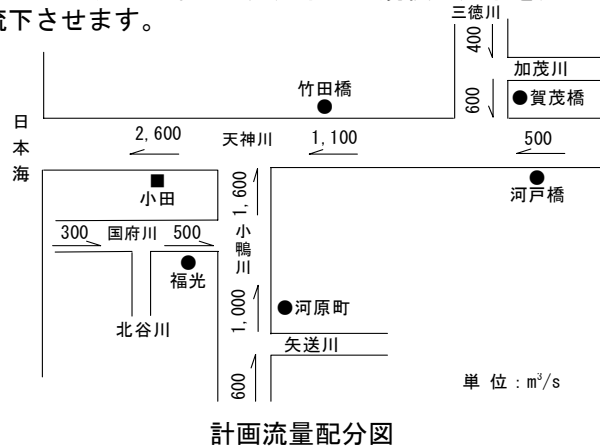 流下させます。
三徳川
400
加茂川
600
●賀茂橋
竹田橋
日本海
2,600
天神川
1,100
500
小田
1,600
河戸橋
300
国府川
500
小鴨川
福光
1,000
●河原町
北谷川
矢送川
600
単位：m³/s
計画流量配分図